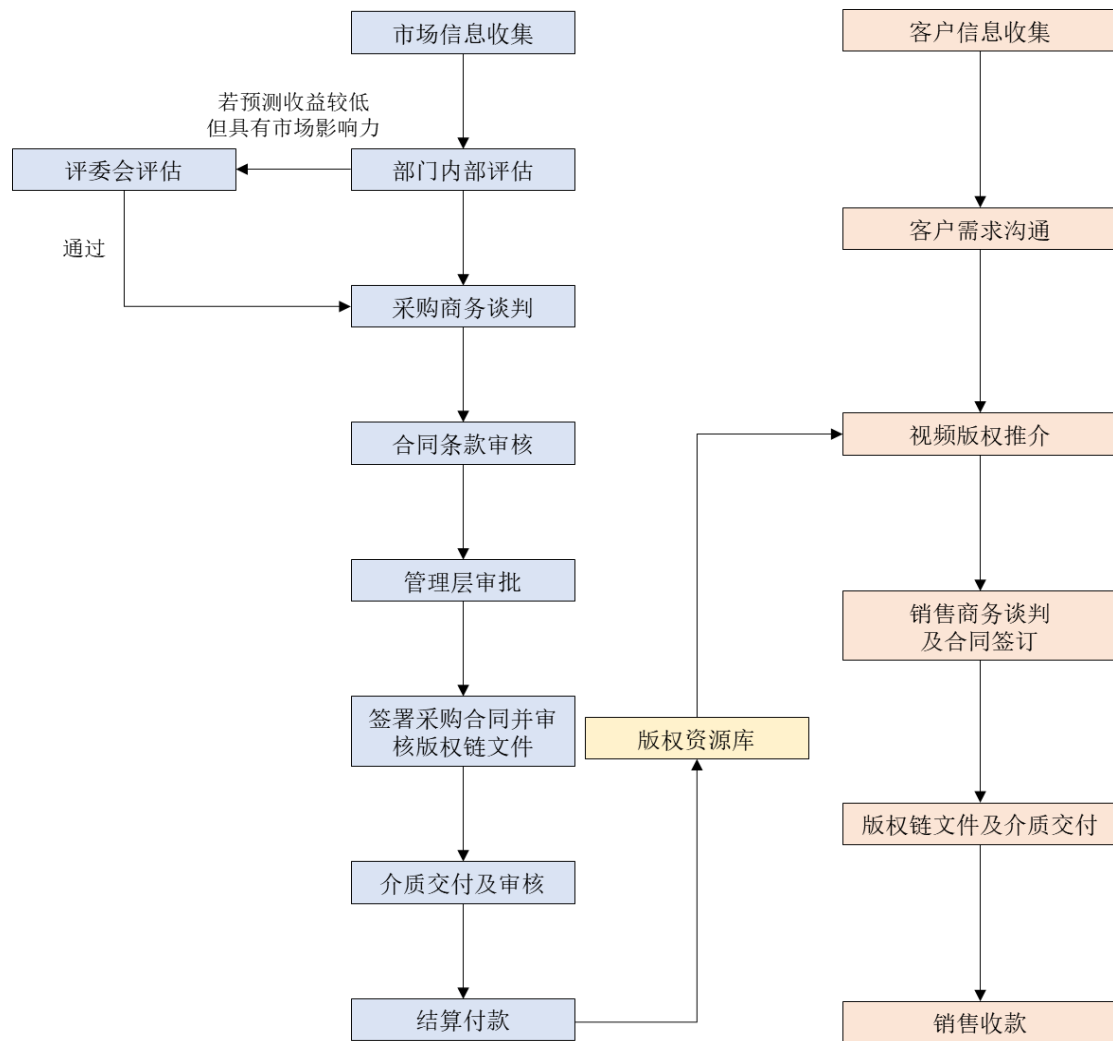 市场信息收集
若预测收益较低
但具有市场影响力
评委会评估
部门内部评估
通过
采购商务谈判
合同条款审核
管理层审批
签署采购合同并审
核版权链文件
介质交付及审核
结算付款
版权资源库
客户信息收集
客户需求沟通
视频版权推介
销售商务谈判
及合同签订
版权链文件及介质交付
销售收款